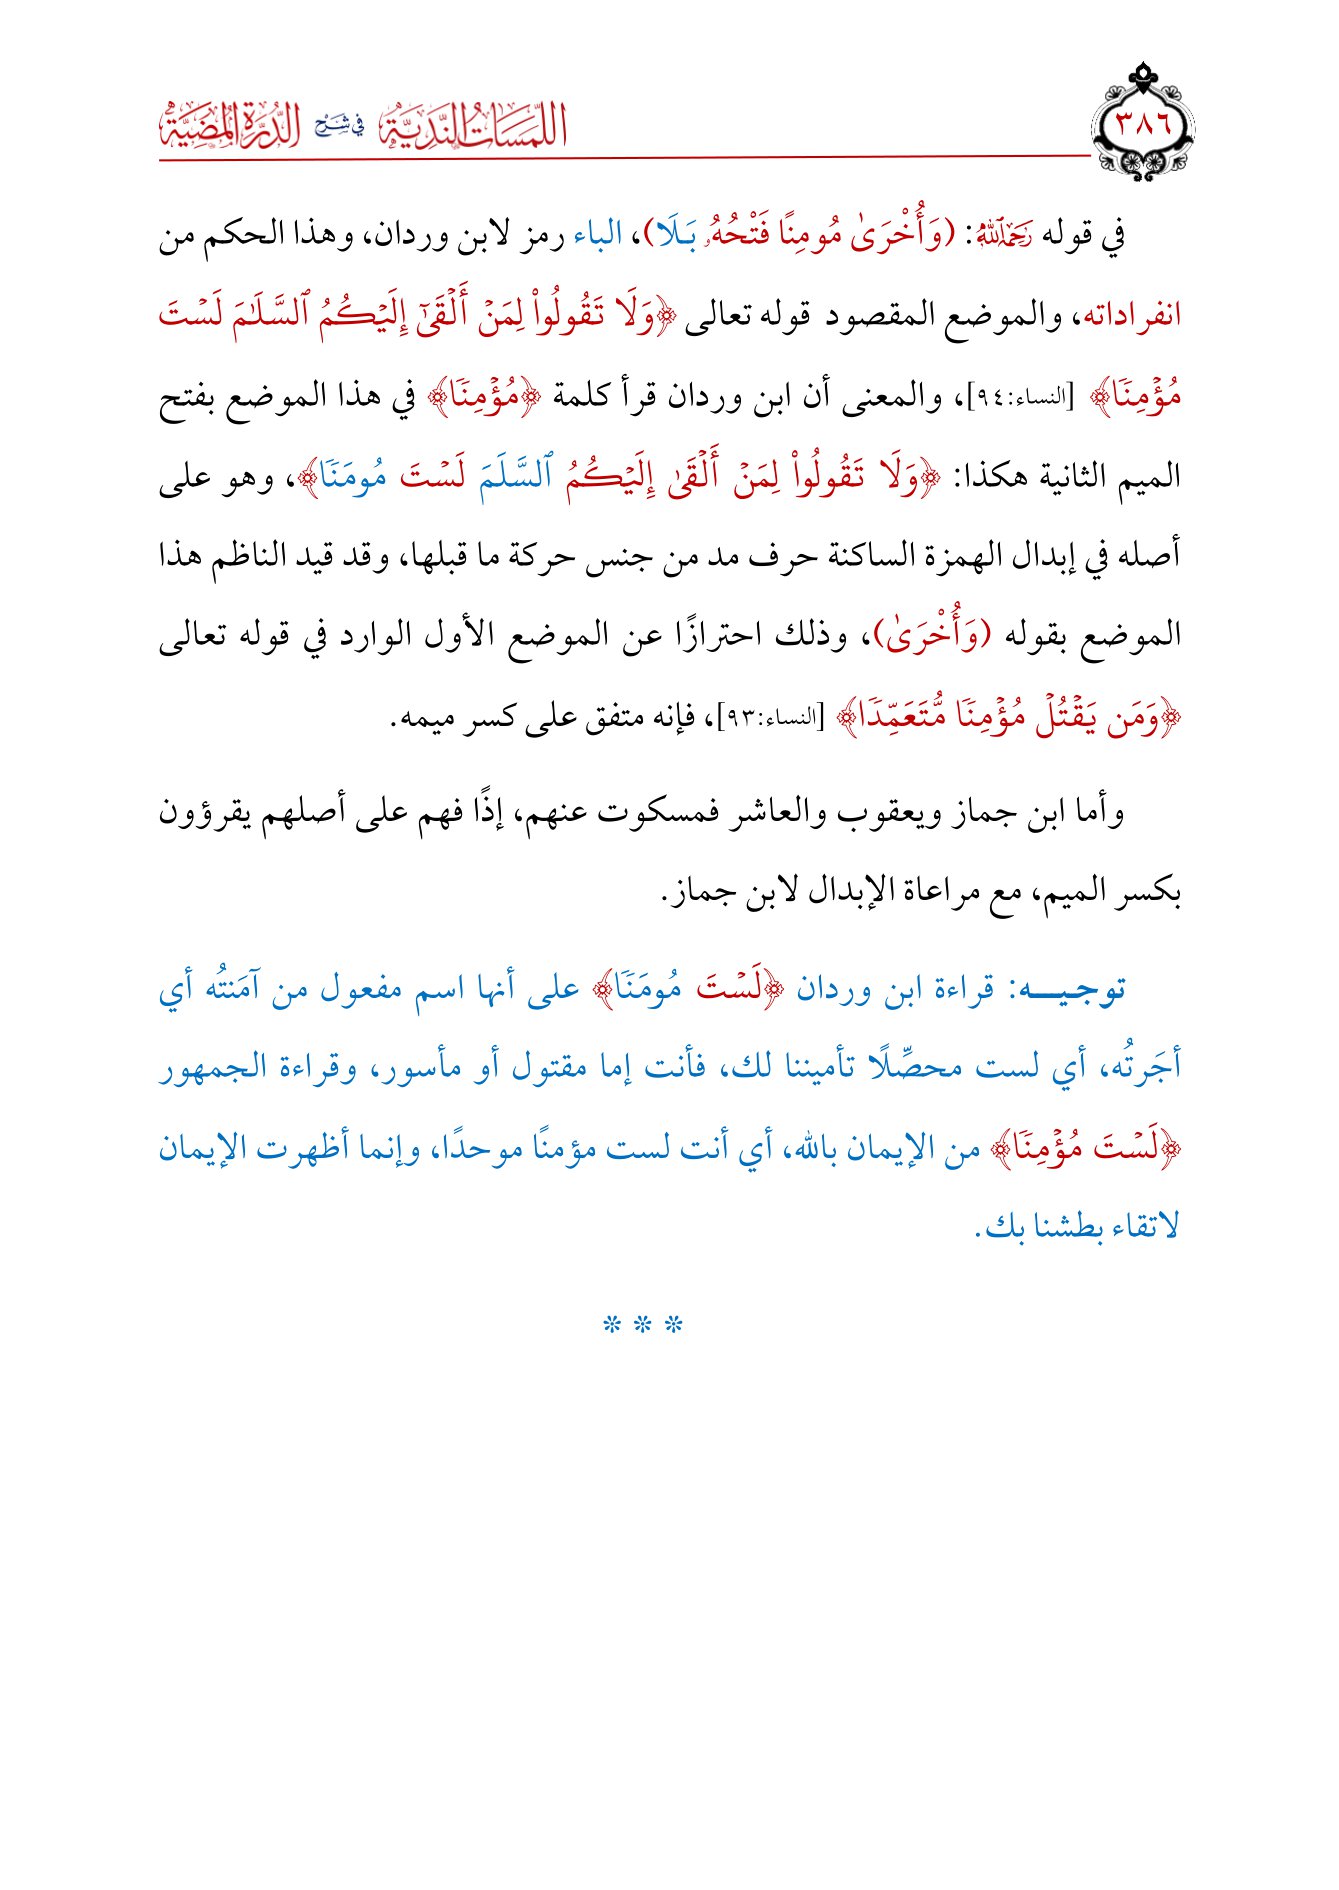 اللمسات الندية في شرح الدرة المضية
٣٨٦
في قوله رَحِمَهُ ٱللَّهُ: (وَأُخْرَىٰ مُومِنًا فَتْحُهُۥ بَـلَا)، الباء رمز لابن وردان، وهذا الحكم من
انفراداته، والموضع المقصود قوله تعالى ﴿وَلَا تَقُولُواْ لِمَنۡ أَلۡقَىٰٓ إِلَيۡكُمُ ٱلسَّلَٰمَ لَسۡتَ
مُؤۡمِنٗا﴾ [النساء:٩٤]، والمعنى أن ابن وردان قرأ كلمة ﴿مُؤۡمِنٗا﴾ في هذا الموضع بفتح
الميم الثانية هكذا: ﴿وَلَا تَقُولُواْ لِمَنۡ أَلۡقَىٰ إِلَيۡكُمُ ٱلسَّلَمَ لَسۡتَ مُومَنٗا﴾، وهو على
أصله في إبدال الهمزة الساكنة حرف مد من جنس حركة ما قبلها، وقد قيد الناظم هذا
الموضع بقوله (وَأُخْرَىٰ)، وذلك احترازًا عن الموضع الأول الوارد في قوله تعالى
﴿وَمَن يَقۡتُلۡ مُؤۡمِنٗا مُّتَعَمِّدٗا﴾ [النساء:٩٣]، فإنه متفق على كسر ميمه.
وأما ابن جماز ويعقوب والعاشر فمسكوت عنهم، إذًا فهم على أصلهم يقرؤون
بكسر الميم، مع مراعاة الإبدال لابن جماز.
توجـيـــه: قراءة ابن وردان ﴿لَسۡتَ مُومَنٗا﴾ على أنها اسم مفعول من آمَنتُه أي
أجَرتُه، أي لست محصِّلًا تأميننا لك، فأنت إما مقتول أو مأسور، وقراءة الجمهور
﴿لَسۡتَ مُؤۡمِنٗا﴾ من الإيمان بالله، أي أنت لست مؤمنًا موحدًا، وإنما أظهرت الإيمان
لاتقاء بطشنا بك.
* * *